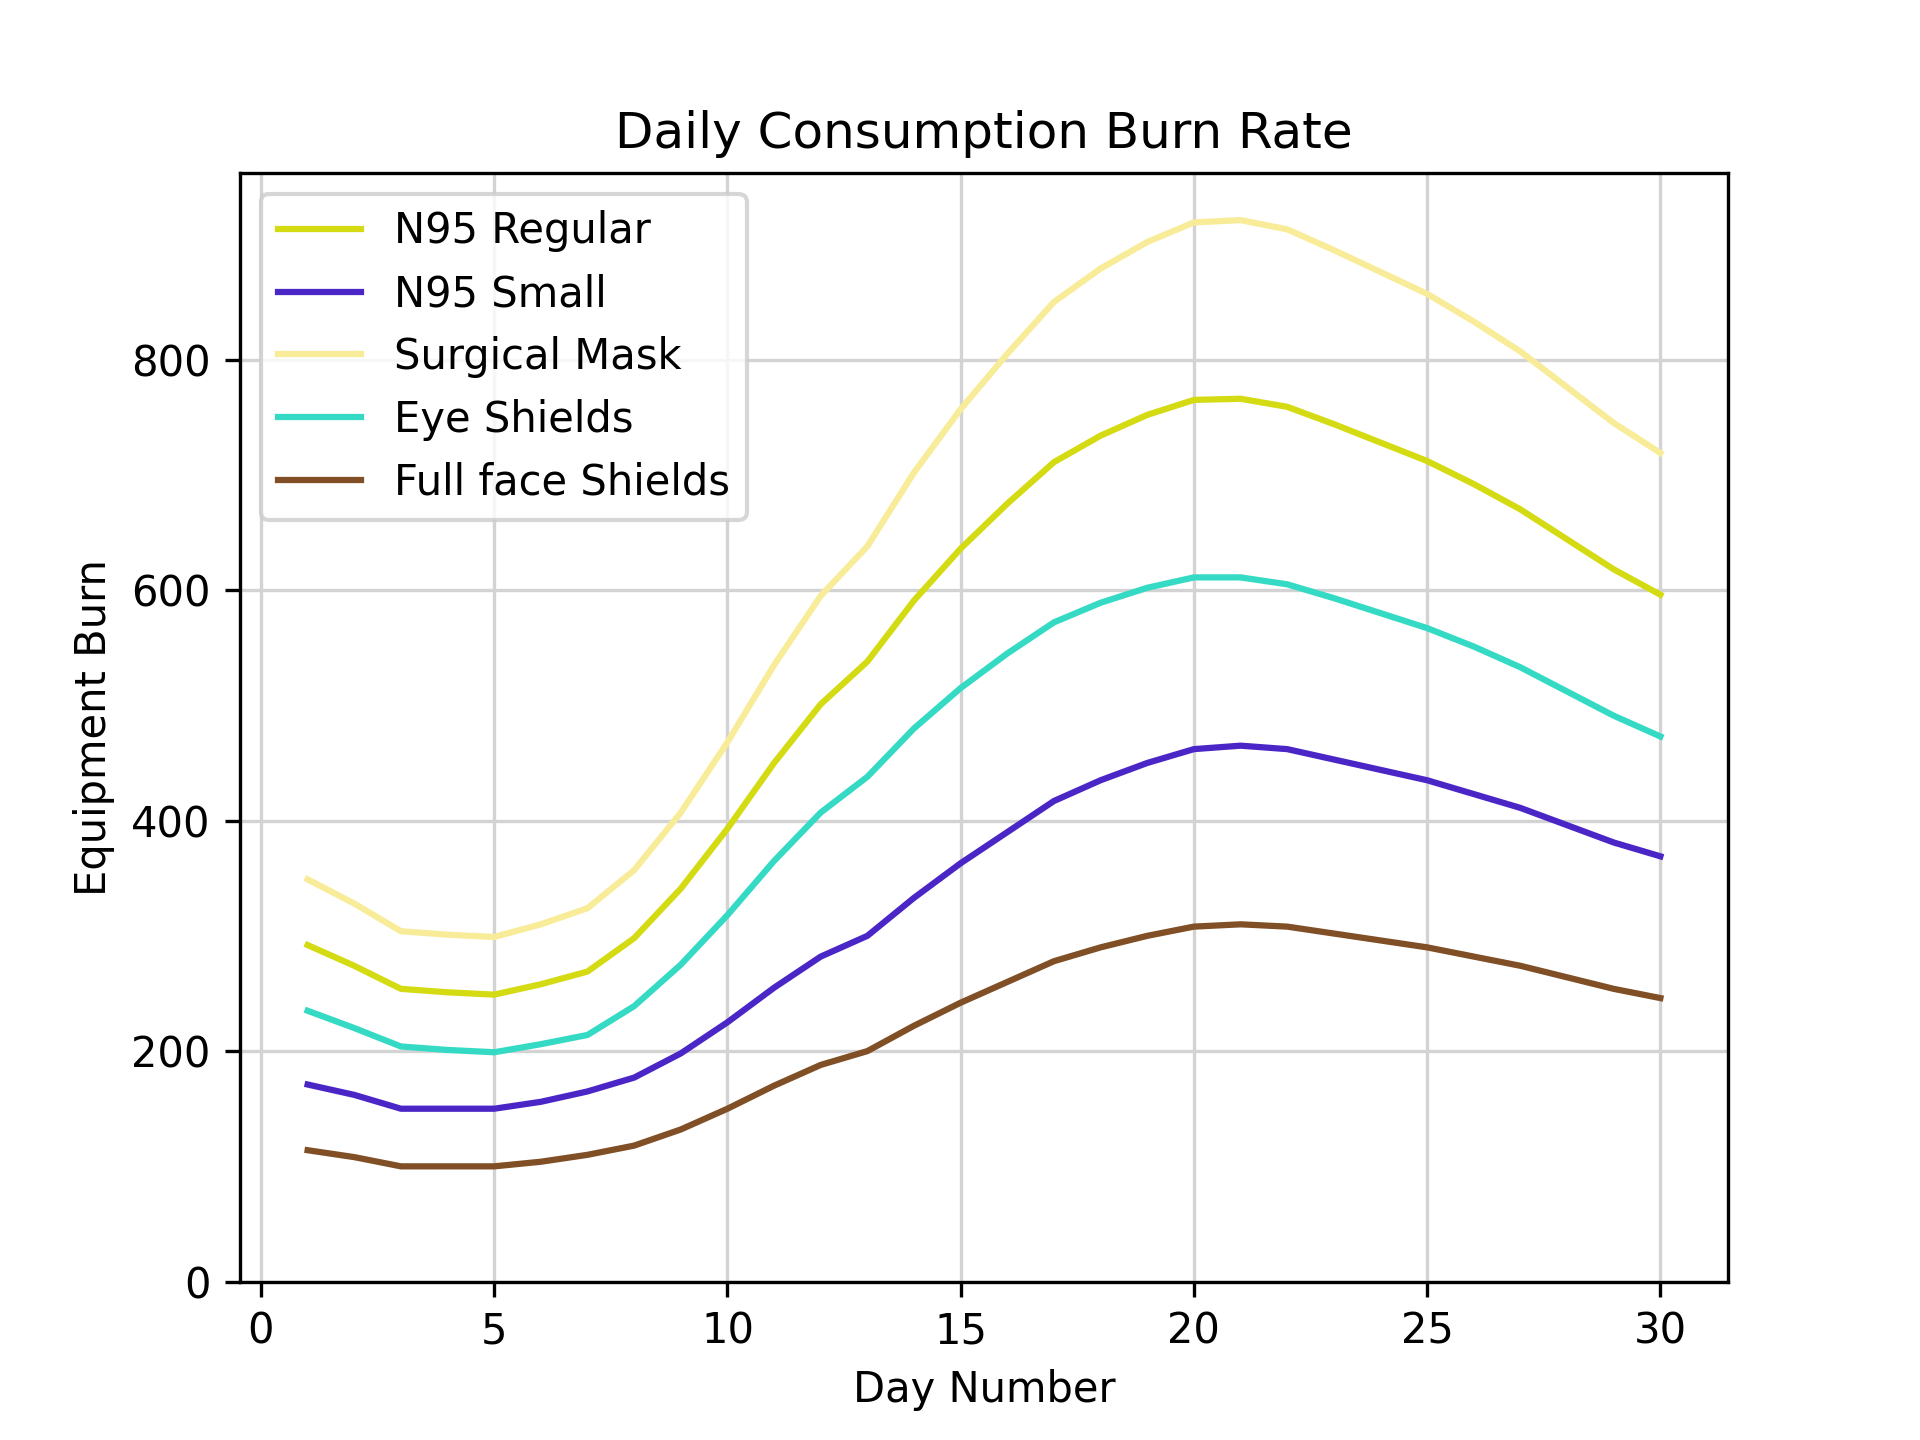 Daily Consumption Burn Rate
N95 Regular
N95 Small
Surgical Mask
Eye Shields
Full face Shields
Equipment Burn
800
600
400
200
0
0 5 10 15 20 25 30
Day Number